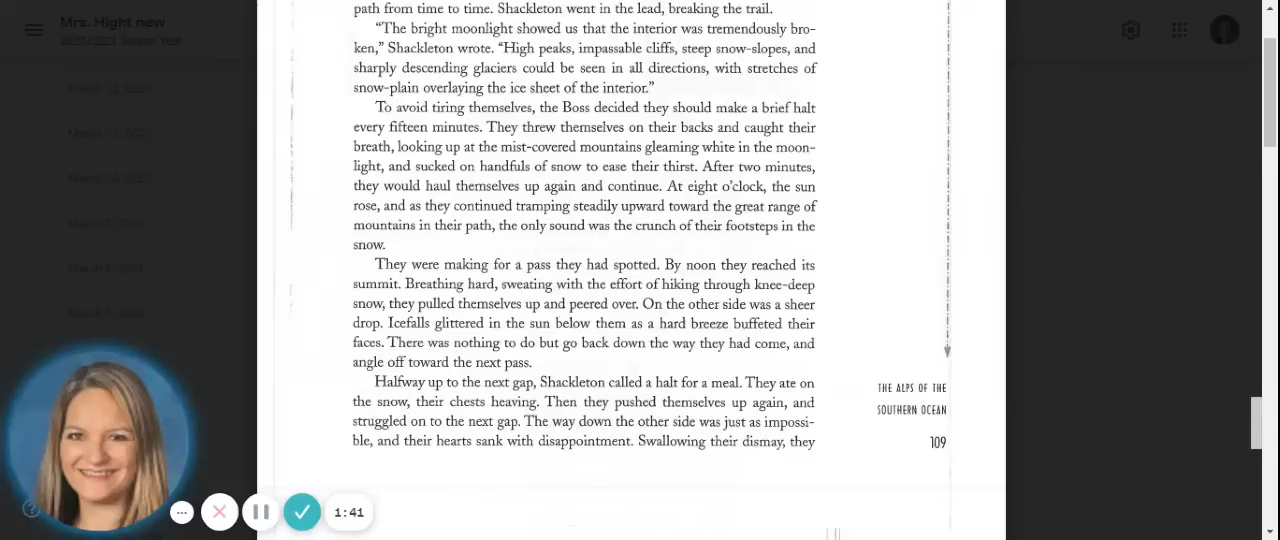 Mrs. Hight new
path from time to time. Shackleton went in the lead, breaking the trail.
"The bright moonlight showed us that the interior was tremendously bro-
ken," Shackleton wrote. "High peaks, impassable cliffs, steep snow-slopes, and
sharply descending glaciers could be seen in all directions, with stretches of
snow-plain overlaying the ice sheet of the interior."
To avoid tiring themselves, the Boss decided they should make a brief halt
every fifteen minutes. They threw themselves on their backs and caught their
breath, looking up at the mist-covered mountains gleaming white in the moon-
light, and sucked on handfuls of snow to ease their thirst. After two minutes,
they would haul themselves up again and continue. At eight o'clock, the sun
rose, and as they continued tramping steadily upward toward the great range of
mountains in their path, the only sound was the crunch of their footsteps in the
snow.
They were making for a pass they had spotted. By noon they reached its
summit. Breathing hard, sweating with the effort of hiking through knee-deep
snow, they pulled themselves up and peered over. On the other side was a sheer
drop. Icefalls glittered in the sun below them as a hard breeze buffeted their
faces. There was nothing to do but go back down the way they had come, and
angle off toward the next pass.
Halfway up to the next gap, Shackleton called a halt for a meal. They ate on
the snow, their chests heaving. Then they pushed themselves up again, and
struggled on to the next gap. The way down the other side was just as impossi-
ble, and their hearts sank with disappointment. Swallowing their dismay, they
THE ALPS OF THE
SOUTHERN OCEAN
109
1:41